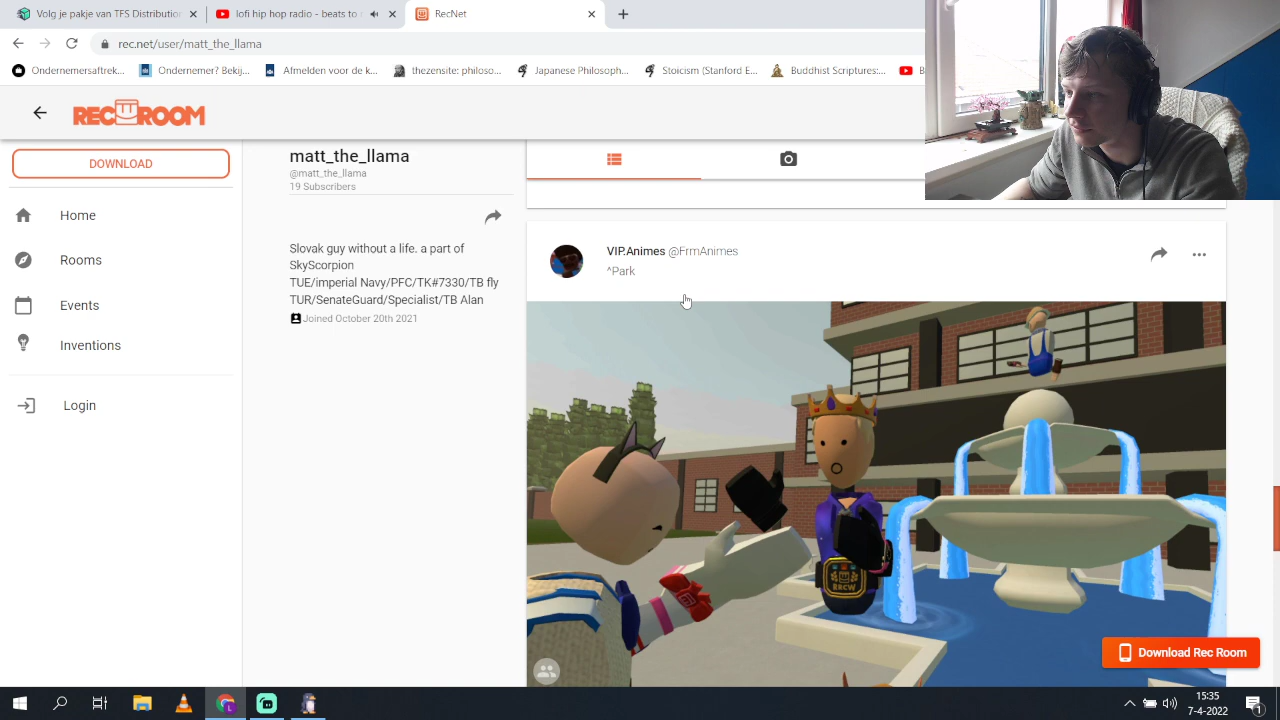 Volg je pakje van TFS Distribution
lofi hip hop radio - beats to
RecNet
rec.net/user/matt_the_llama
Ondernemersaftrek...
Ondernemer? Bekij...
Afmelden voor de k...
thezensite: philoso...
Japanese Philosoph...
Stoicism (Stanford E...
Buddhist Scriptures:...
REC ROOM
DOWNLOAD
Home
Rooms
Events
Inventions
Login
matt_the_llama
@matt_the_llama
19 Subscribers
Slovak guy without a life. a part of
SkyScorpion
TUE/imperial Navy/PFC/TK#7330/TB fly
TUR/SenateGuard/Specialist/TB Alan
Joined October 20th 2021
VIP.Animes @FrmAnimes
^Park
RRCW
Download Rec Room
15:35
7-4-2022
1